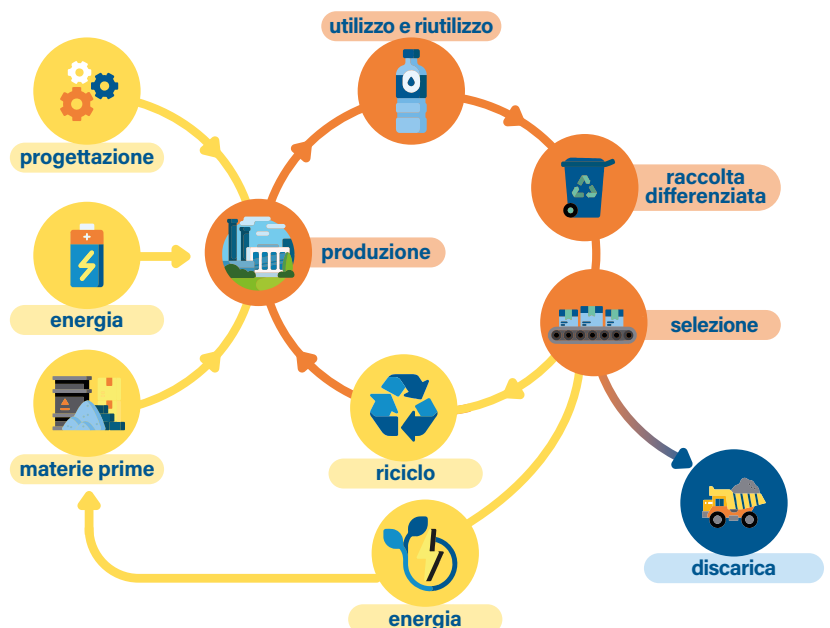 utilizzo e riutilizzo
progettazione
raccolta
differenziata
produzione
energia
selezione
materie prime
riciclo
discarica
energia